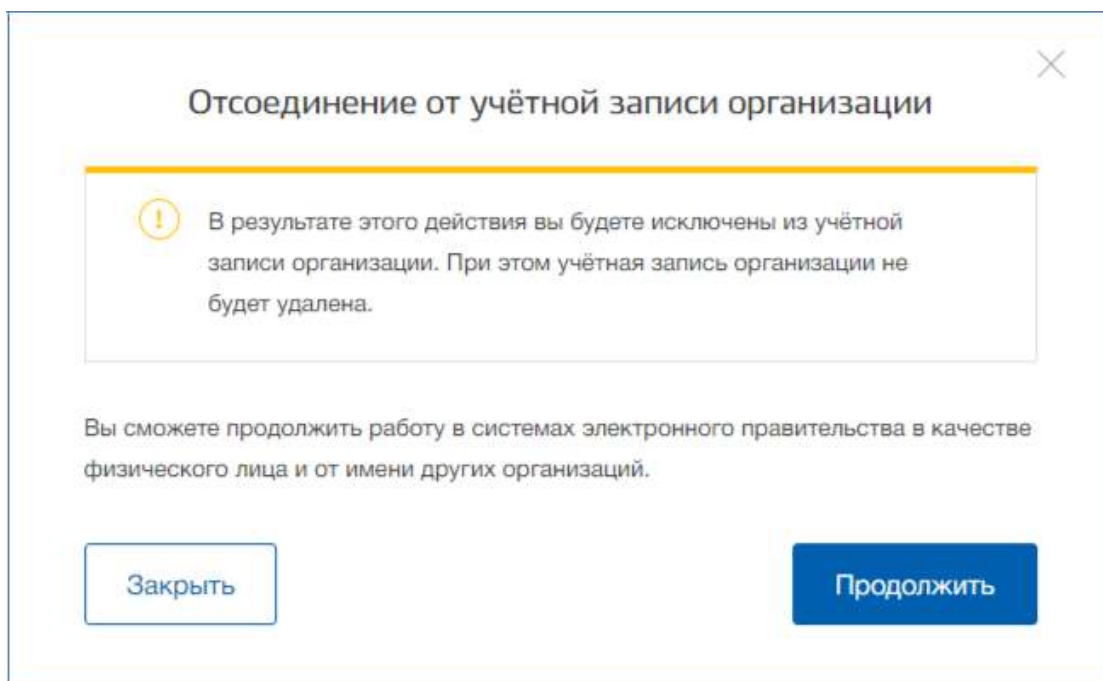 Отсоединение от учётной записи организации
В результате этого действия вы будете исключены из учётной
записи организации. При этом учётная запись организации не
будет удалена.
Вы сможете продолжить работу в системах электронного правительства в качестве
физического лица и от имени других организаций.
Закрыть
Продолжить